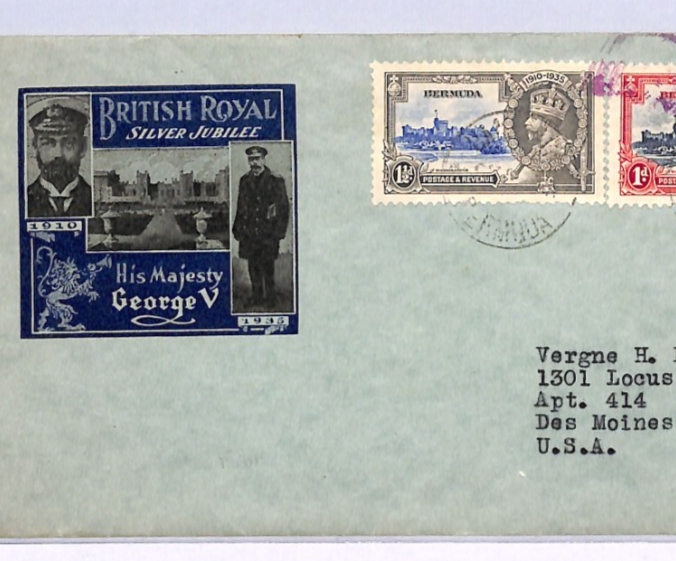 BRITISH ROYAL
SILVER JUBILEE
1910
His Majesty
George V
1935
1910-1935
BERMUDA
1½d
POSTAGE & REVENUE
1d
Vergne H.
1301 Locus
Apt. 414
Des Moines
U.S.A.